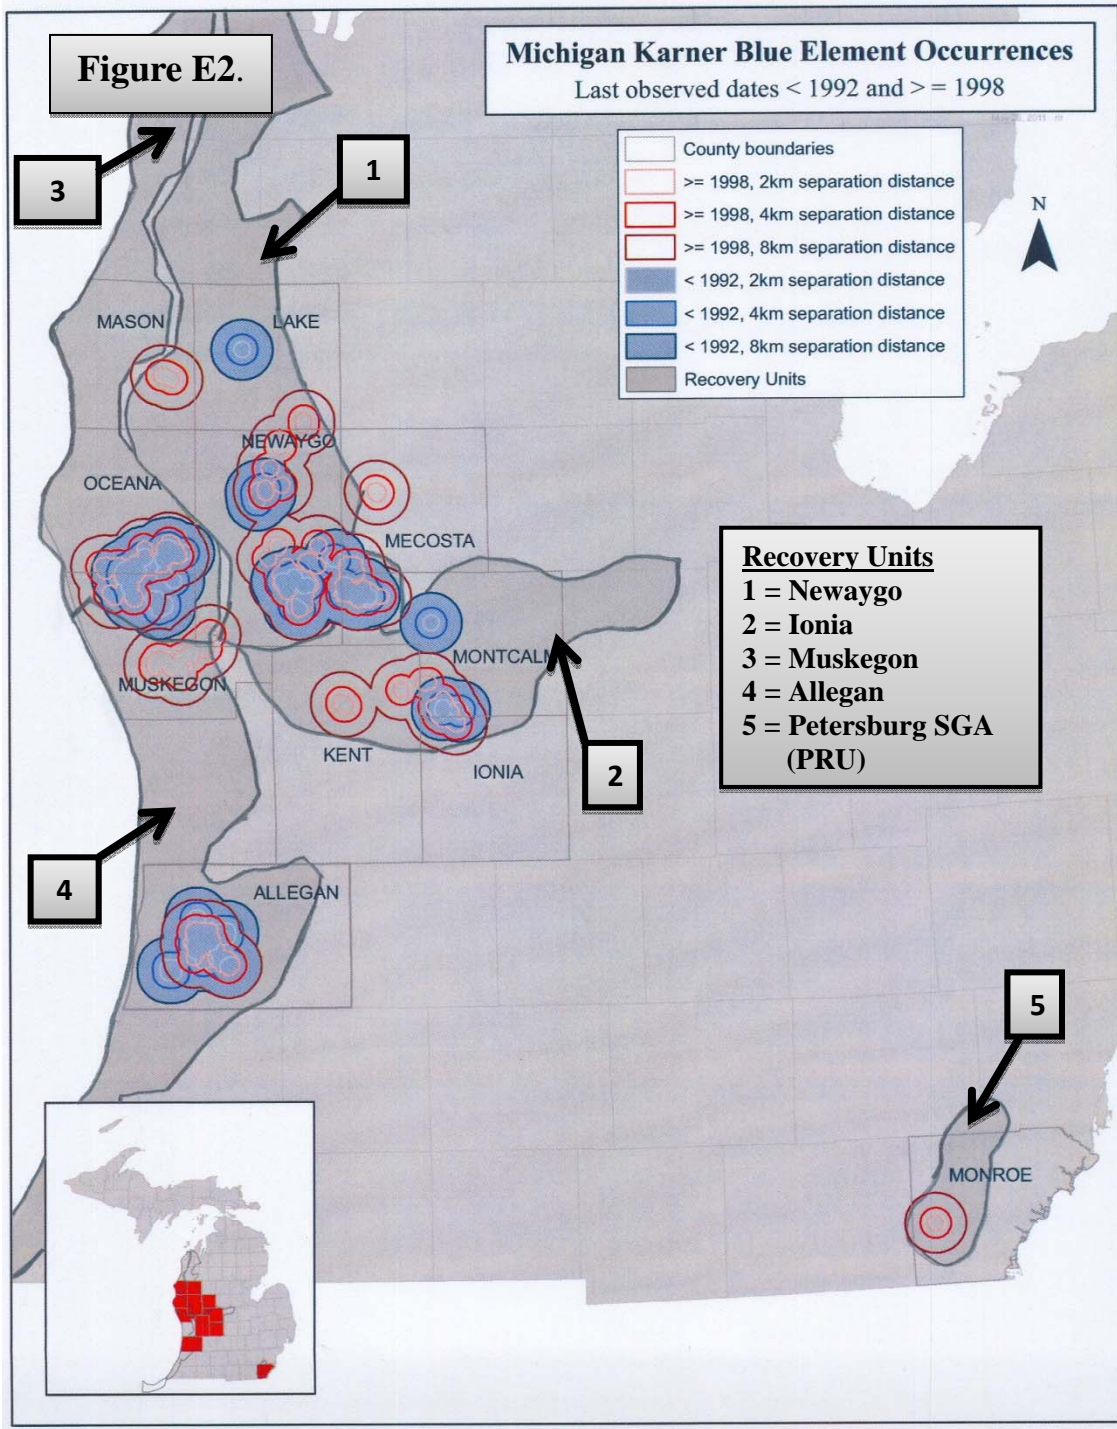 Figure E2.
Michigan Karner Blue Element Occurrences
Last observed dates < 1992 and > = 1998
May 26, 2011
County boundaries
>= 1998, 2km separation distance
>= 1998, 4km separation distance
>= 1998, 8km separation distance
< 1992, 2km separation distance
< 1992, 4km separation distance
< 1992, 8km separation distance
Recovery Units
N
3
1
MASON
LAKE
NEWAYGO
OCEANA
MECOSTA
Recovery Units
1 = Newaygo
2 = Ionia
3 = Muskegon
4 = Allegan
5 = Petersburg SGA
(PRU)
MONTCALM
MUSKEGON
KENT
IONIA
2
4
ALLEGAN
5
MONROE